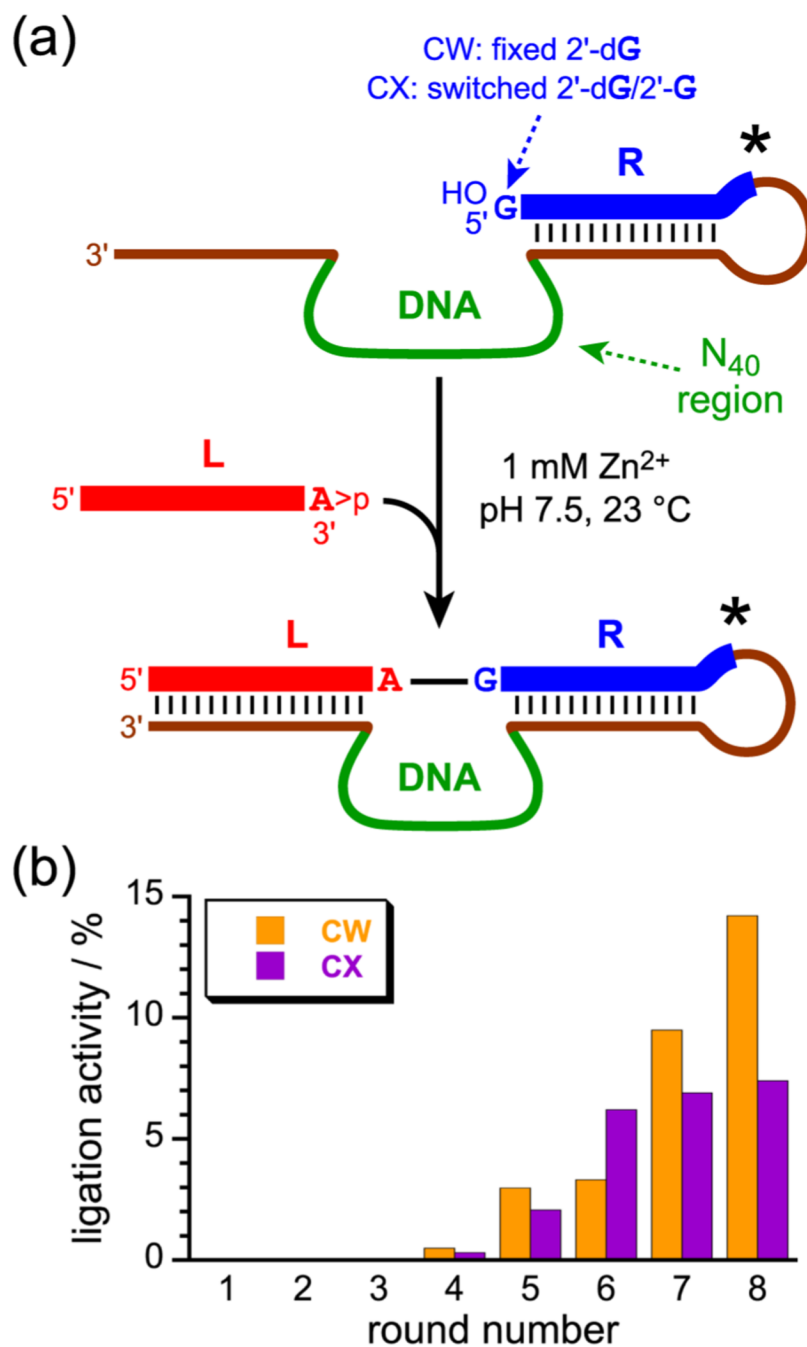 (a)
CW: fixed 2'-dG
CX: switched 2'-dG/2'-G
*
R
HO
5' G
3'
DNA
N40
region
L
5' A>p
3'
1 mM Zn2+
pH 7.5, 23 °C
*
L R
5' A — G
3'
DNA
(b)
15
10
5
0
ligation activity / %
CW
CX
1 2 3 4 5 6 7 8
round number